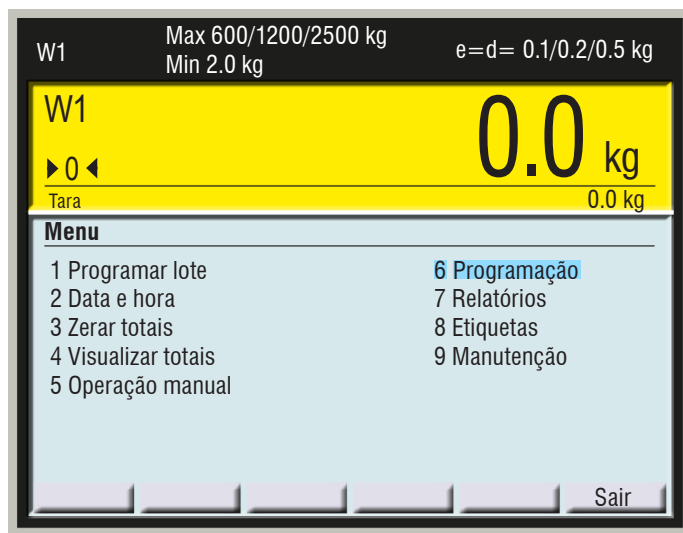 W1
Max 600/1200/2500 kg
Min 2.0 kg
e=d= 0.1/0.2/0.5 kg
W1
0.0 kg
0
Tara
0.0 kg
Menu
1 Programar lote
2 Data e hora
3 Zerar totais
4 Visualizar totais
5 Operação manual
6 Programação
7 Relatórios
8 Etiquetas
9 Manutenção
Sair